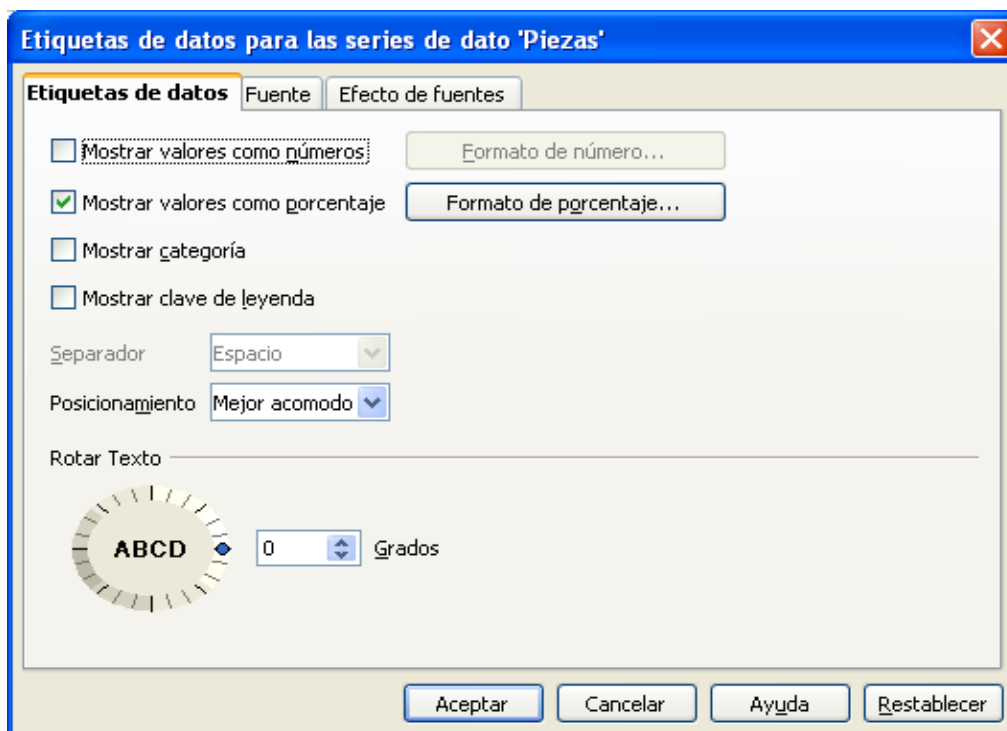 Etiquetas de datos para las series de dato 'Piezas'
Etiquetas de datos Fuente Efecto de fuentes
Mostrar valores como números Formato de número...
Mostrar valores como porcentaje Formato de porcentaje...
Mostrar categoría
Mostrar clave de leyenda
Separador Espacio
Posicionamiento Mejor acomodo
Rotar Texto
ABCD 0 Grados
Aceptar Cancelar Ayuda Restablecer